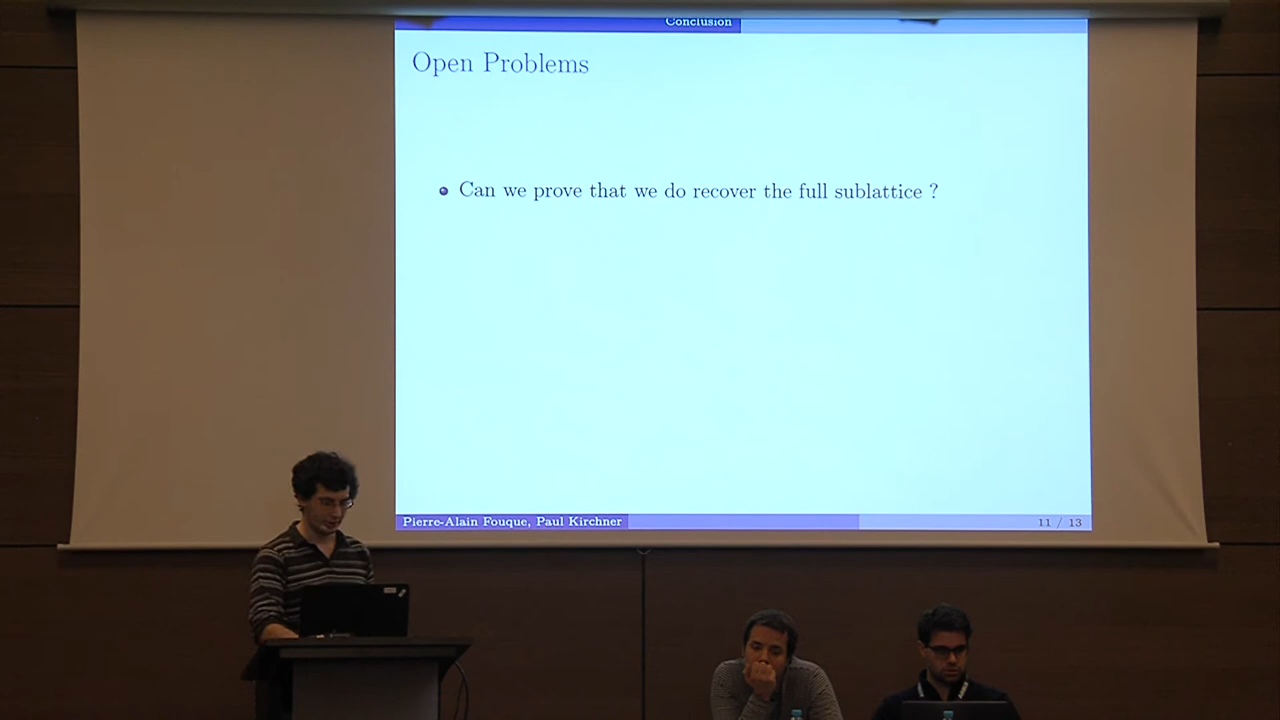 Conclusion
Open Problems
Can we prove that we do recover the full sublattice ?
Pierre-Alain Fouque, Paul Kirchner
11 / 13